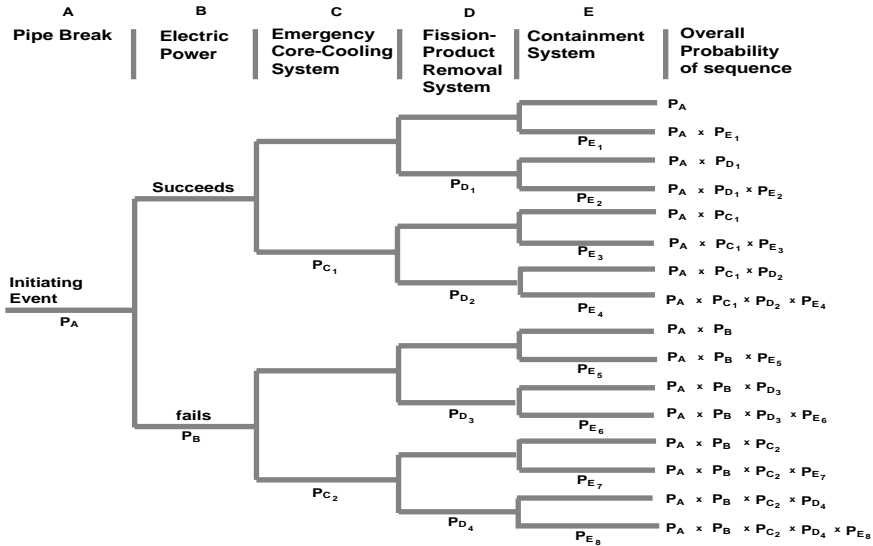 A B C D E
Pipe Break
Electric
Power
Emergency
Core-Cooling
System
Fission-
Product
Removal
System
Containment
System
Overall
Probability
of sequence
Initiating
Event
P_A
Succeeds
fails
P_B
P_C1
P_C2
P_D1
P_D2
P_D3
P_D4
P_E1
P_E2
P_E3
P_E4
P_E5
P_E6
P_E7
P_E8
P_A
P_A x P_E1
P_A x P_D1
P_A x P_D1 x P_E2
P_A x P_C1
P_A x P_C1 x P_E3
P_A x P_C1 x P_D2
P_A x P_C1 x P_D2 x P_E4
P_A x P_B
P_A x P_B x P_E5
P_A x P_B x P_D3
P_A x P_B x P_D3 x P_E6
P_A x P_B x P_C2
P_A x P_B x P_C2 x P_E7
P_A x P_B x P_C2 x P_D4
P_A x P_B x P_C2 x P_D4 x P_E8